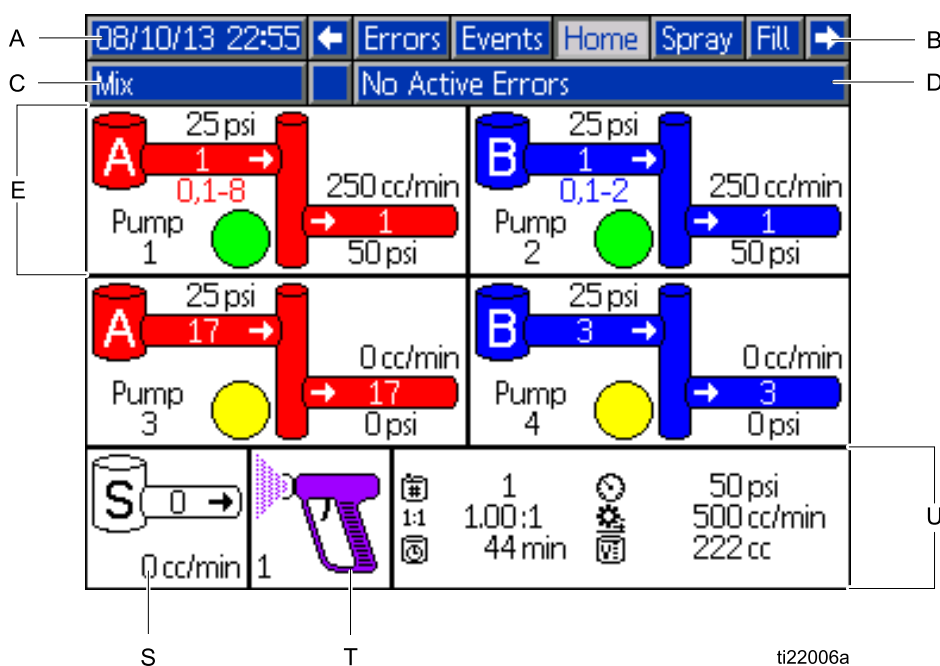 A
08/10/13 22:55 Errors Events Home Spray Fill
B
C
Mix
No Active Errors
D
E
25 psi
A 1
0,1-8
250 cc/min
Pump 1
1
50 psi
25 psi
B 1
0,1-2
250 cc/min
Pump 2
1
50 psi
25 psi
A 17
0 cc/min
Pump 3
17
0 psi
25 psi
B 3
0 cc/min
Pump 4
3
0 psi
S 0
0 cc/min
1
# 1
50 psi
1:1 1.00:1
500 cc/min
44 min
VE 222 cc
U
S
T
ti22006a